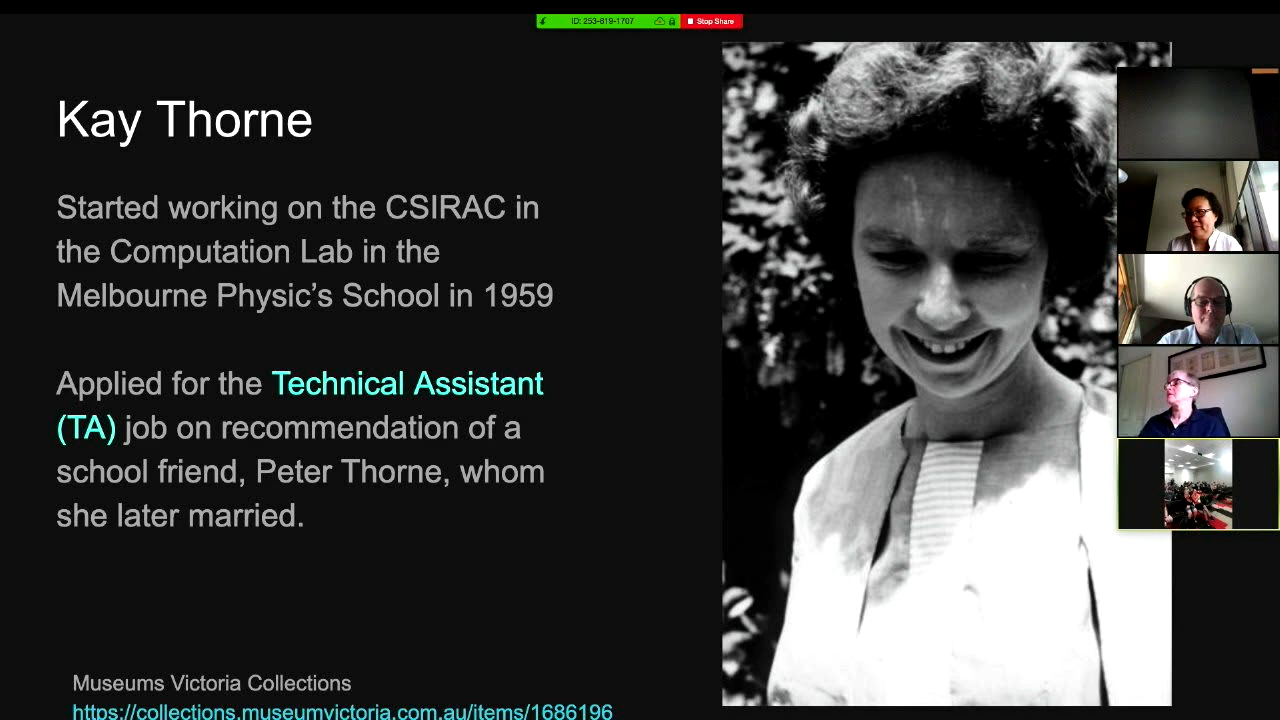 ID: 253-819-1707
Stop Share
Kay Thorne
Started working on the CSIRAC in
the Computation Lab in the
Melbourne Physic's School in 1959
Applied for the Technical Assistant
(TA) job on recommendation of a
school friend, Peter Thorne, whom
she later married.
Museums Victoria Collections
https://collections.museumvictoria.com.au/items/1686196